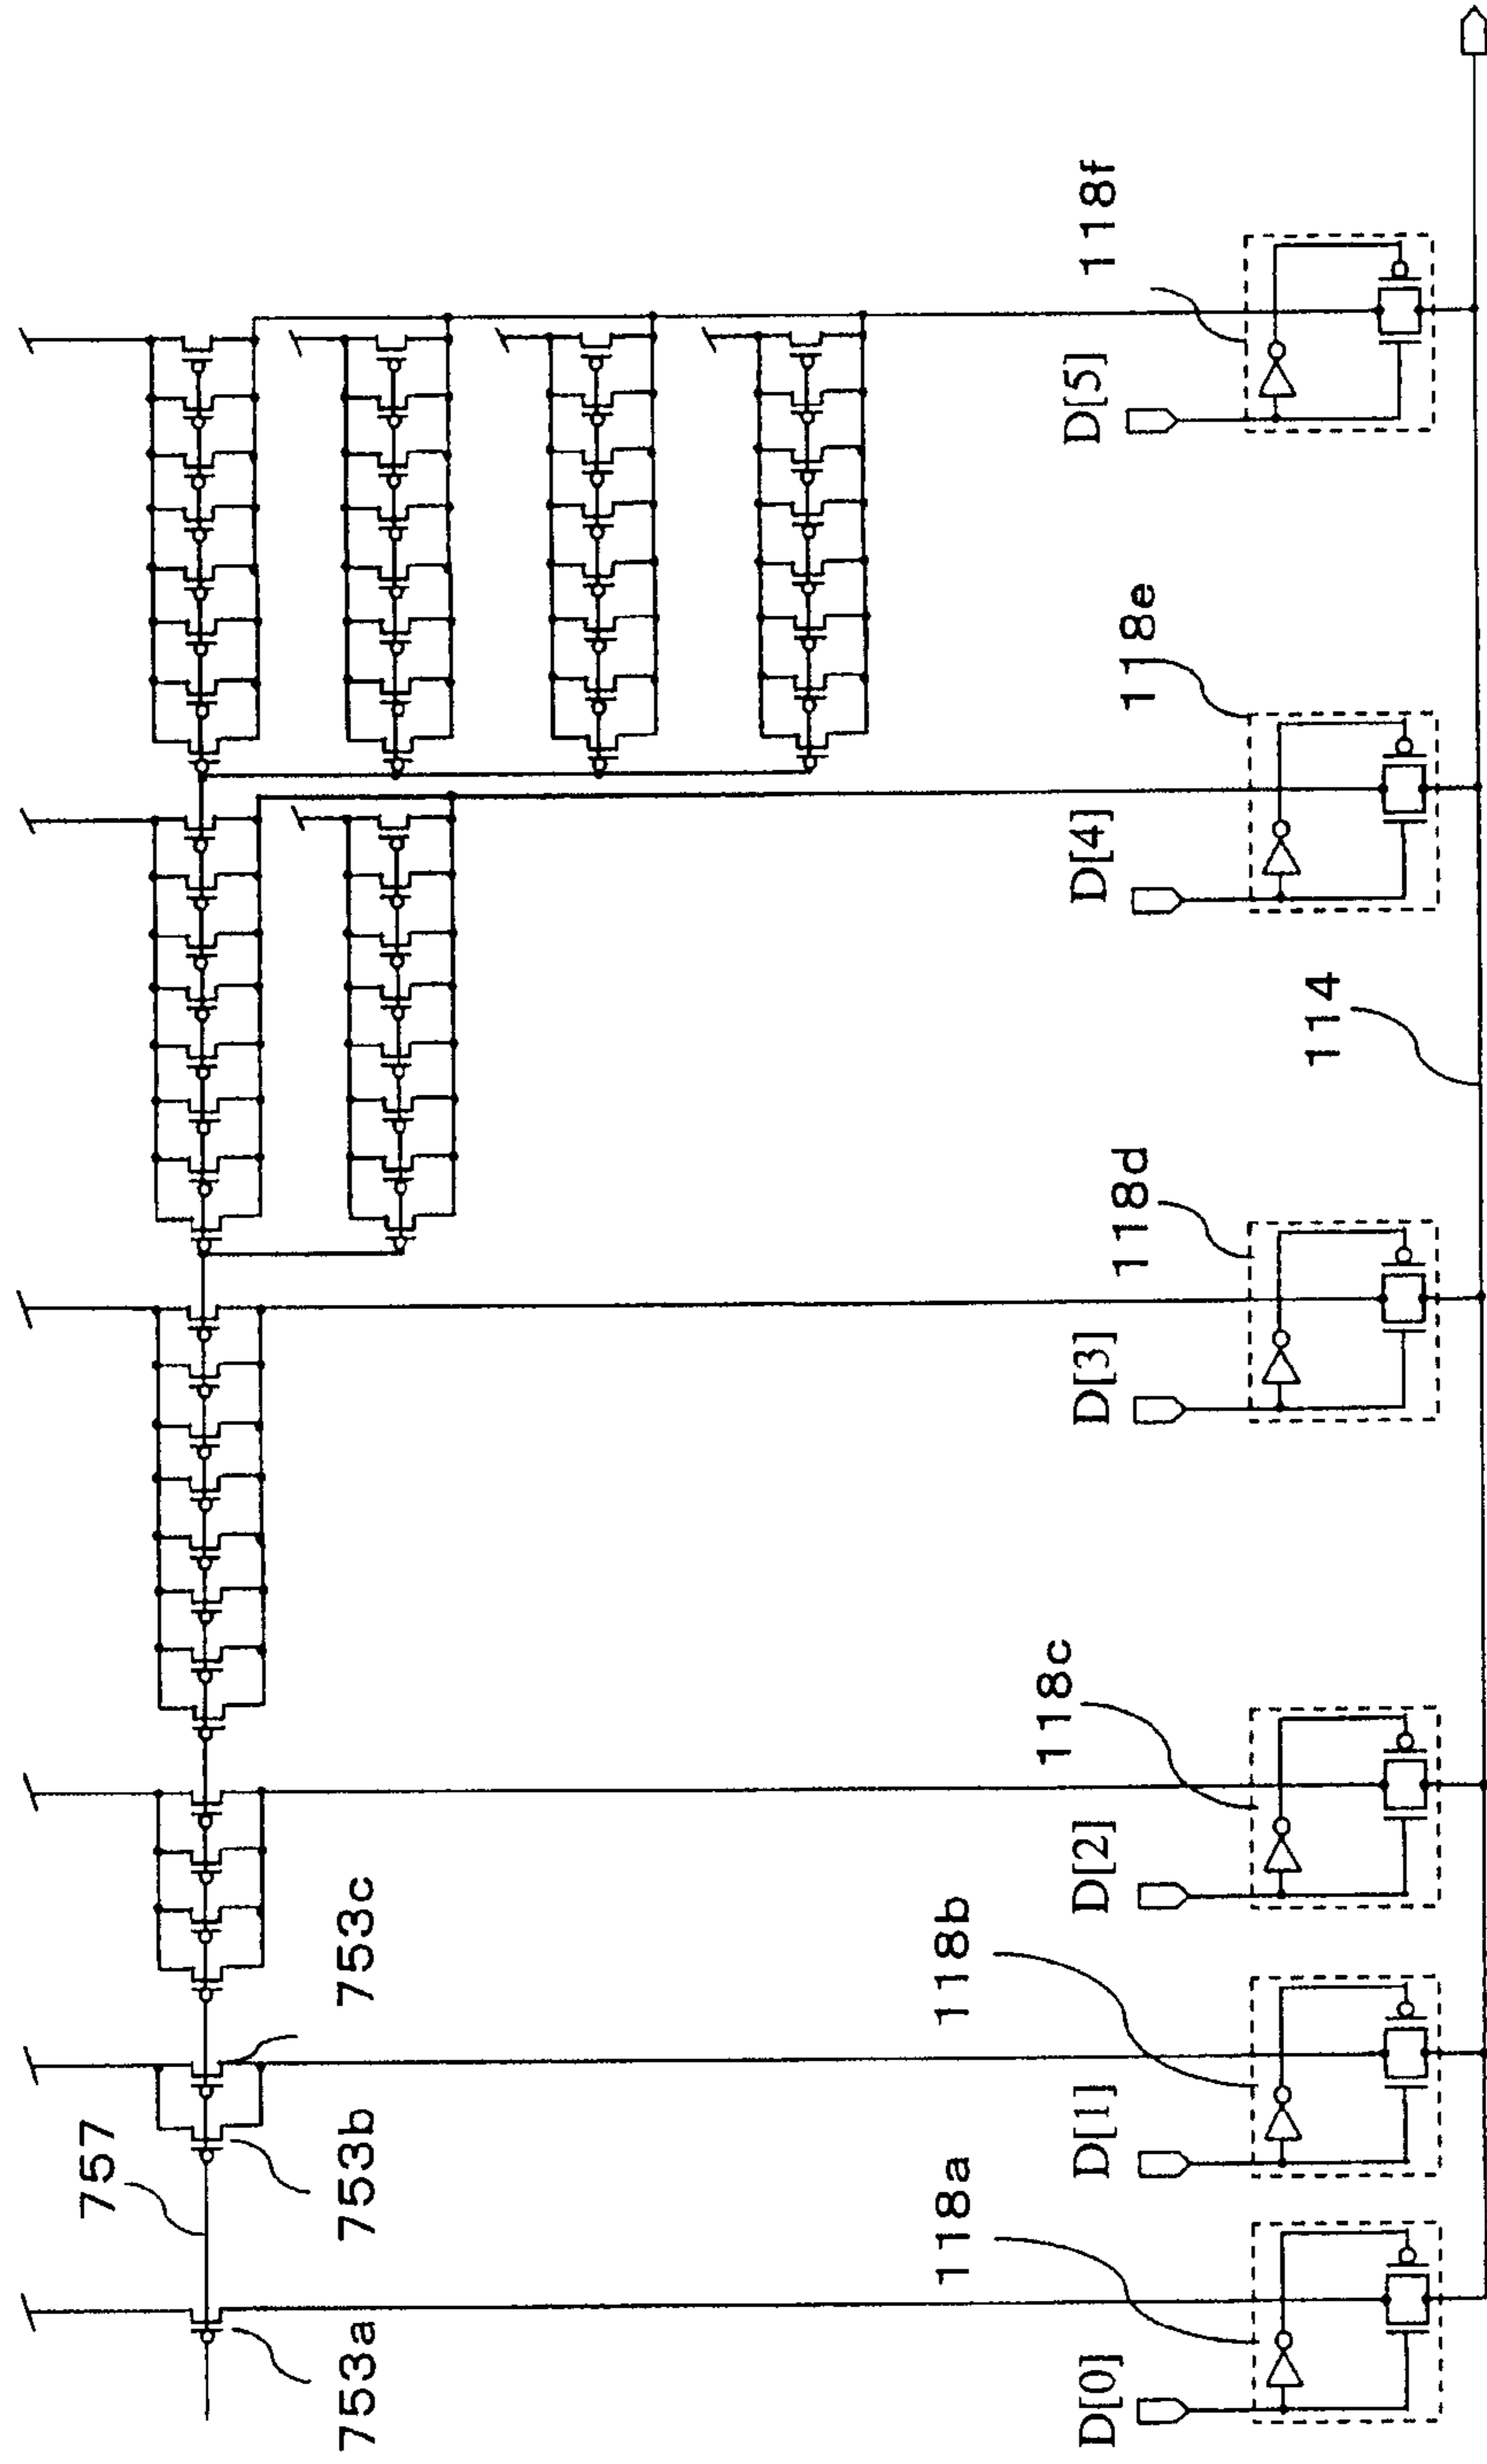 757
753a
753b
753c
118a
118b
118c
118d
118e
118f
D[0]
D[1]
D[2]
D[3]
D[4]
D[5]
114